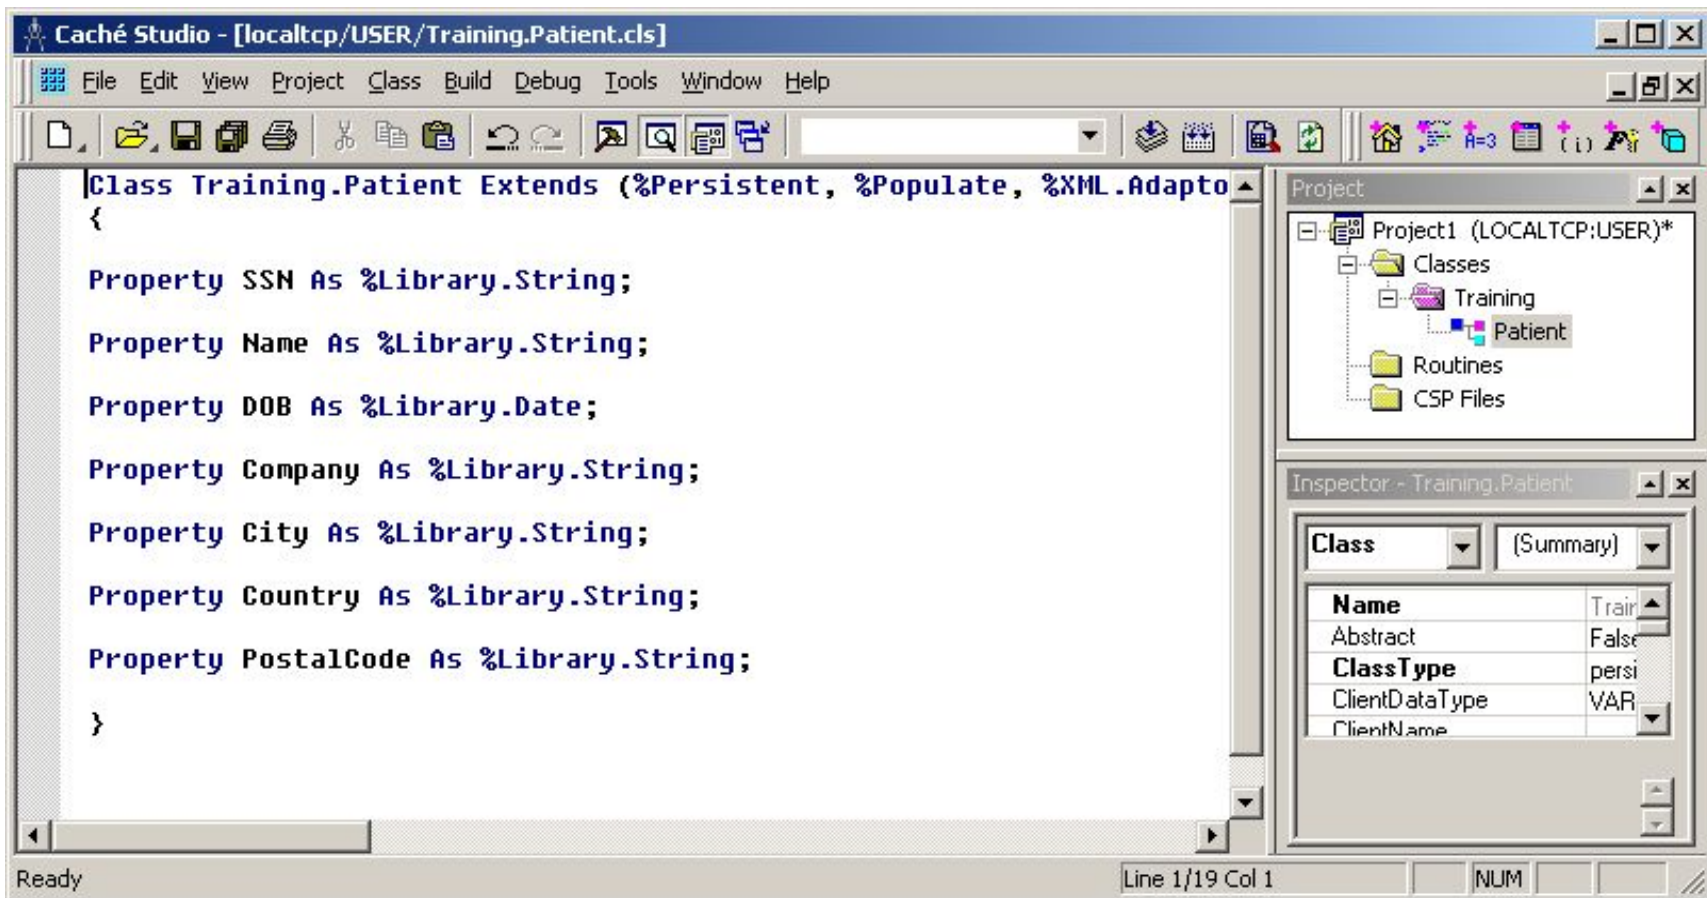 Caché Studio - [localtcp/USER/Training.Patient.cls]
File Edit View Project Class Build Debug Tools Window Help
A=3
Class Training.Patient Extends (%Persistent, %Populate, %XML.Adapto
{
Property SSN As %Library.String;
Property Name As %Library.String;
Property DOB As %Library.Date;
Property Company As %Library.String;
Property City As %Library.String;
Property Country As %Library.String;
Property PostalCode As %Library.String;
}
Project
Project1 (LOCALTCP:USER)*
Classes
Training
Patient
Routines
CSP Files
Inspector - Training.Patient
Class (Summary)
Name Train
Abstract False
ClassType persi
ClientDataType VAR
ClientName
Ready Line 1/19 Col 1 NUM